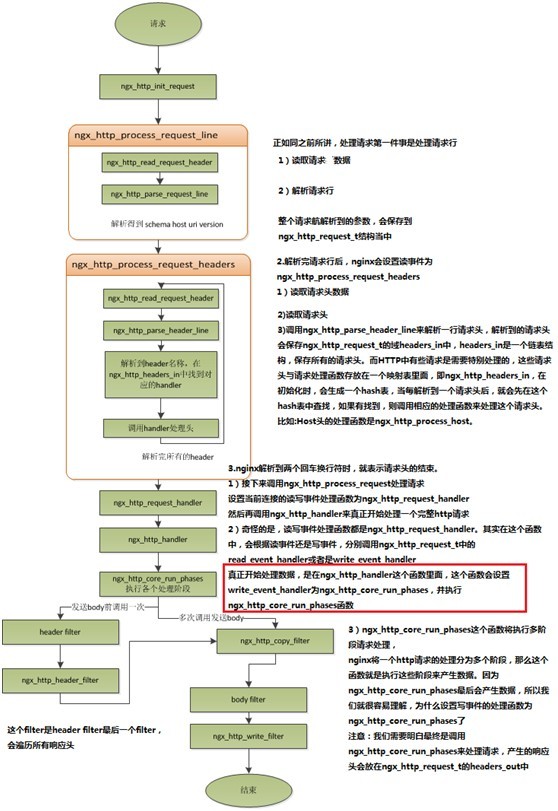 请求
ngx_http_init_request
ngx_http_process_request_line
ngx_http_read_request_header
ngx_http_parse_request_line
解析得到 schema host uri version
正如同之前所讲，处理请求第一件事是处理请求行
1）读取请求 数据
2）解析请求行
整个请求航解析到的参数，会保存到
ngx_http_request_t结构当中
ngx_http_process_request_headers
ngx_http_read_request_header
ngx_http_parse_header_line
解析到header名称，在
ngx_http_headers_in中找到对
应的handler
调用handler处理头
解析完所有的header
2.解析完请求行后，nginx会设置读事件为
ngx_http_process_request_headers
1）读取请求头数据
2)读取请求头
3)调用ngx_http_parse_header_line来解析一行请求头，解析到的请求头
会保存ngx_http_request_t的域headers_in中，headers_in是一个链表结
构，保存所有的请求头。而HTTP中有些请求是需要特别处理的，这些请求
头与请求处理函数存放在一个映射表里面，即ngx_http_headers_in，在
初始化时，会生成一个hash表，当每解析到一个请求头后，就会先在这个
hash表中查找，如果有找到，则调用相应的处理函数来处理这个请求头。
比如:Host头的处理函数是ngx_http_process_host。
3.nginx解析到两个回车换行符时，就表示请求头的结束。
1）接下来调用ngx_http_process_request处理请求
设置当前连接的读写事件处理函数为ngx_http_request_handler
然后再调用ngx_http_handler来真正开始处理一个完整http请求
2）奇怪的是，读写事件处理函数都是ngx_http_request_handler。其实在这个函数
中，会根据读事件还是写事件，分别调用ngx_http_request_t中的
read_event_handler或者是write_event_handler
真正开始处理数据，是在ngx_http_handler这个函数里面，这个函数会设置
write_event_handler为ngx_http_core_run_phases，并执行
ngx_http_core_run_phases函数
ngx_http_request_handler
ngx_http_handler
ngx_http_core_run_phases
执行各个处理阶段
发送body前调用一次
多次调用发送body
header filter
ngx_http_header_filter
这个filter是header filter最后一个filter，
会遍历所有响应头
ngx_http_copy_filter
body filter
ngx_http_write_filter
结束
3）ngx_http_core_run_phases这个函数将执行多阶
段请求处理，
nginx将一个http请求的处理分为多个阶段，那么这个
函数就是执行这些阶段来产生数据。因为
ngx_http_core_run_phases最后会产生数据，所以我
们就很容易理解，为什么设置写事件的处理函数为
ngx_http_core_run_phases了
注意：我们需要明白最终是调用
ngx_http_core_run_phases来处理请求，产生的响应
头会放在ngx_http_request_t的headers_out中